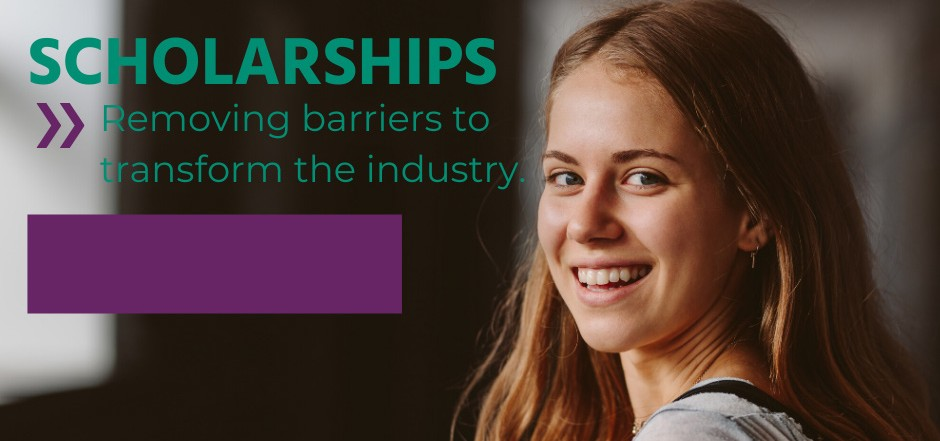 SCHOLARSHIPS
Removing barriers to
transform the industry.